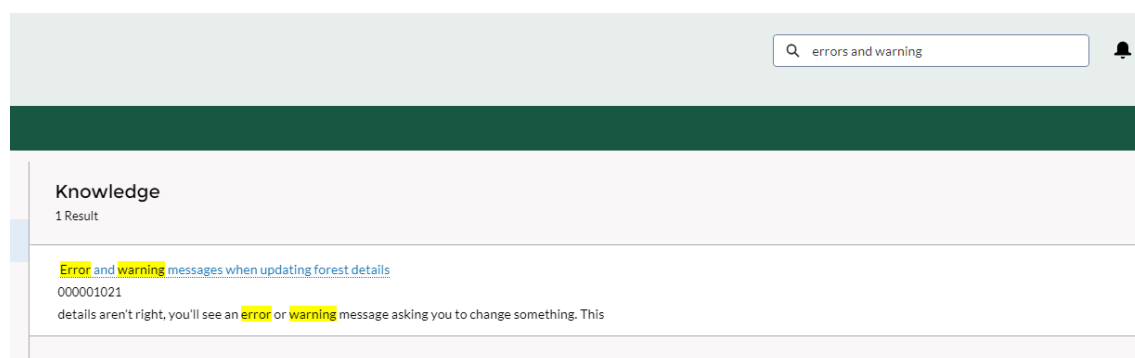 errors and warning
Knowledge
1 Result
Error and warning messages when updating forest details
000001021
details aren't right, you'll see an error or warning message asking you to change something. This